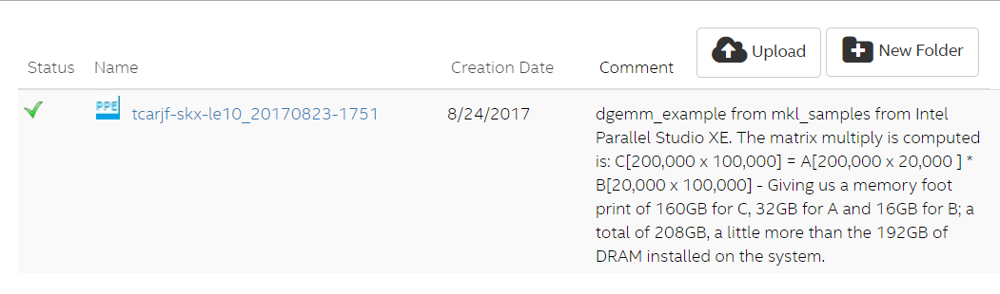 Upload
New Folder
Status Name Creation Date Comment
PPE tcarjf-skx-le10_20170823-1751 8/24/2017 dgemm_example from mkl_samples from Intel
Parallel Studio XE. The matrix multiply is computed
is: C[200,000 x 100,000] = A[200,000 x 20,000 ] *
B[20,000 x 100,000] - Giving us a memory foot
print of 160GB for C, 32GB for A and 16GB for B; a
total of 208GB, a little more than the 192GB of
DRAM installed on the system.